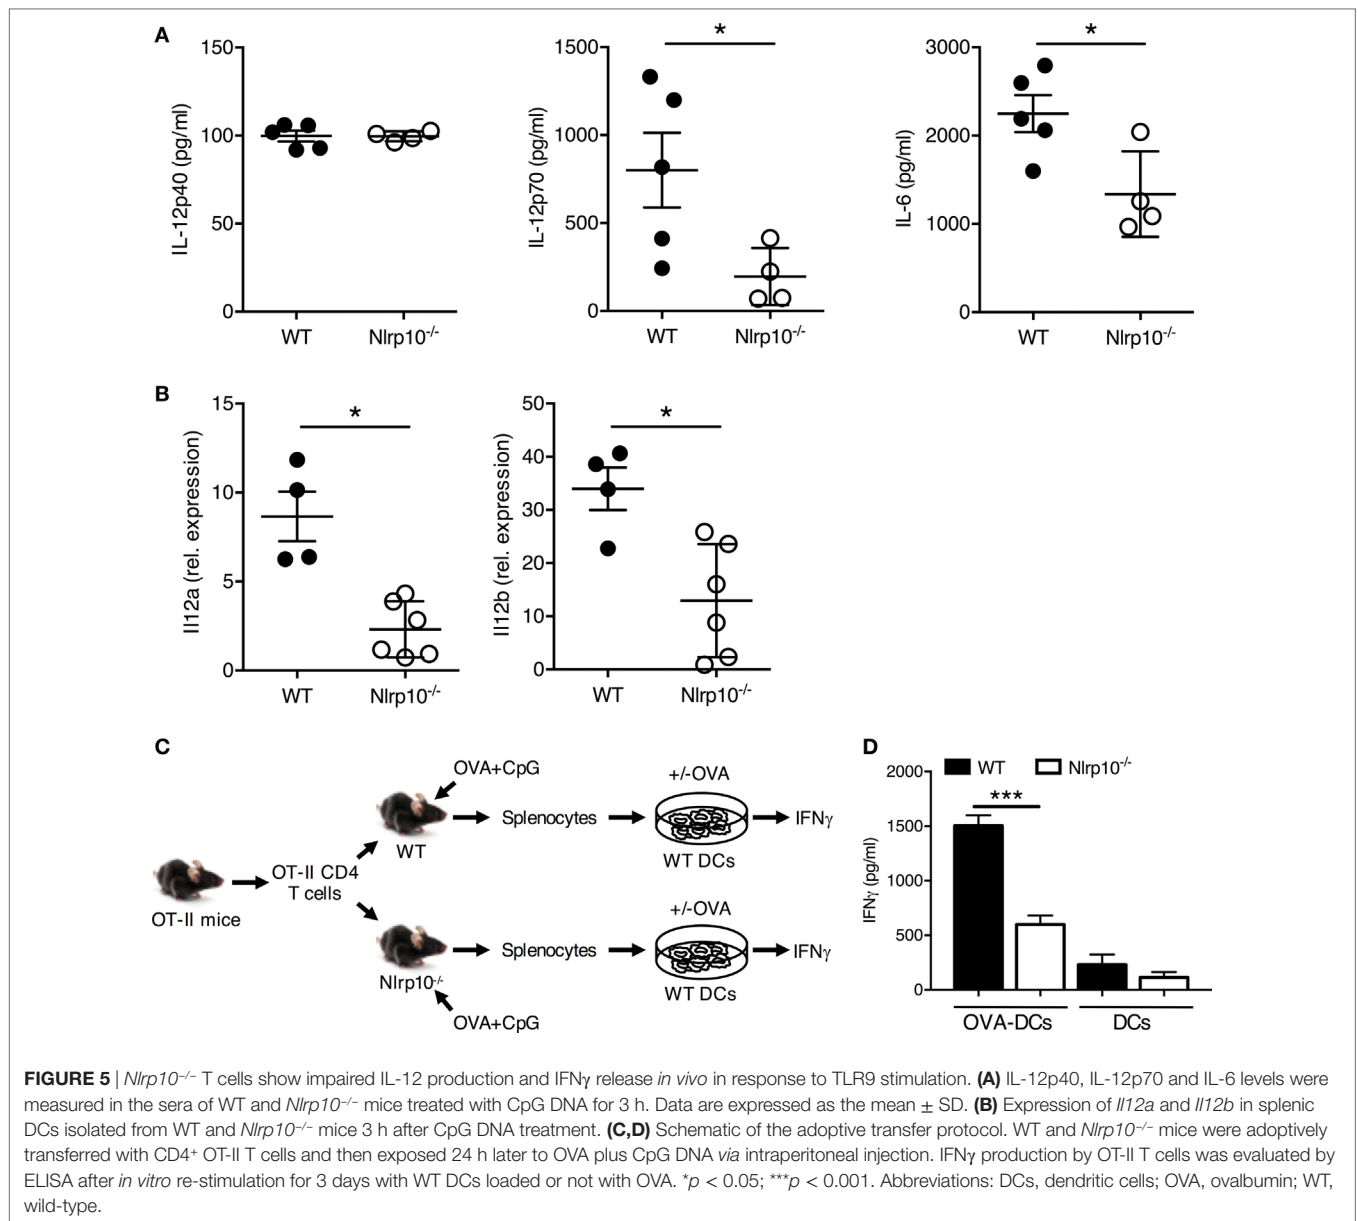 A
IL-12p40 (pg/ml)
150
100
50
0
WT
Nlrp10-/-
IL-12p70 (pg/ml)
1500
1000
500
0
*
WT
Nlrp10-/-
IL-6 (pg/ml)
3000
2000
1000
0
*
WT
Nlrp10-/-
B
Il12a (rel. expression)
15
10
5
0
*
WT
Nlrp10-/-
Il12b (rel. expression)
50
40
30
20
10
0
*
WT
Nlrp10-/-
C
OT-II mice
OT-II CD4
T cells
OVA+CpG
WT
Splenocytes
+/-OVA
WT DCs
IFNγ
Nlrp10-/-
OVA+CpG
Splenocytes
+/-OVA
WT DCs
IFNγ
D
WT
Nlrp10-/-
IFNγ (pg/ml)
2000
1500
1000
500
0
***
OVA-DCs
DCs
FIGURE 5 | Nlrp10−/− T cells show impaired IL-12 production and IFNγ release in vivo in response to TLR9 stimulation. (A) IL-12p40, IL-12p70 and IL-6 levels were
measured in the sera of WT and Nlrp10−/− mice treated with CpG DNA for 3 h. Data are expressed as the mean ± SD. (B) Expression of Il12a and Il12b in splenic
DCs isolated from WT and Nlrp10−/− mice 3 h after CpG DNA treatment. (C,D) Schematic of the adoptive transfer protocol. WT and Nlrp10−/− mice were adoptively
transferred with CD4+ OT-II T cells and then exposed 24 h later to OVA plus CpG DNA via intraperitoneal injection. IFNγ production by OT-II T cells was evaluated by
ELISA after in vitro re-stimulation for 3 days with WT DCs loaded or not with OVA. *p < 0.05; ***p < 0.001. Abbreviations: DCs, dendritic cells; OVA, ovalbumin; WT,
wild-type.